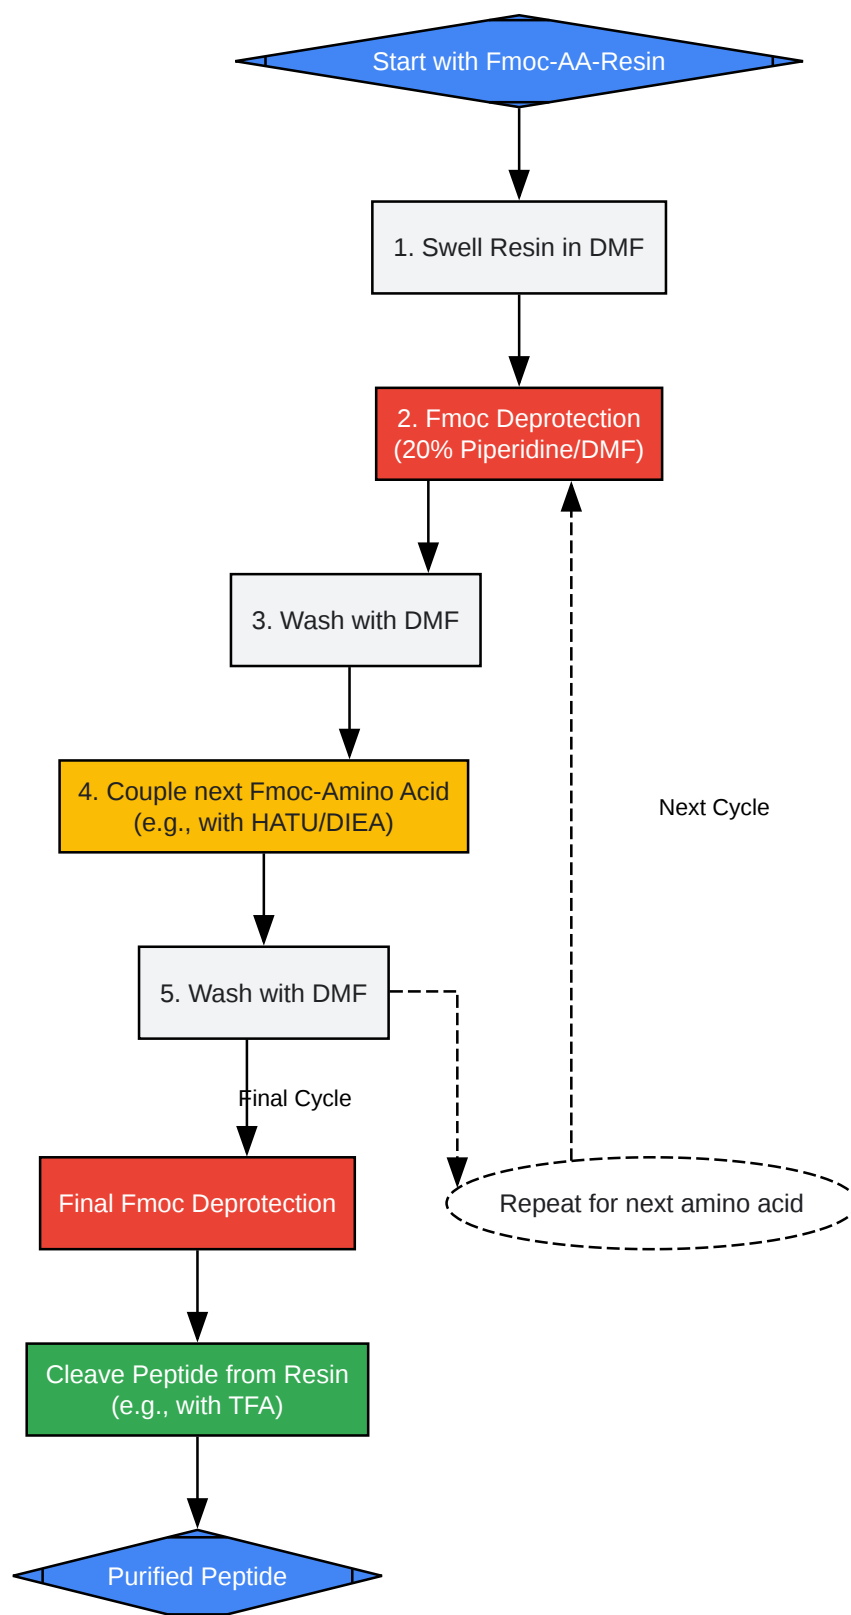 Start with Fmoc-AA-Resin
1. Swell Resin in DMF
2. Fmoc Deprotection
(20% Piperidine/DMF)
3. Wash with DMF
4. Couple next Fmoc-Amino Acid
(e.g., with HATU/DIEA)
Next Cycle
5. Wash with DMF
Final Cycle
Final Fmoc Deprotection
Repeat for next amino acid
Cleave Peptide from Resin
(e.g., with TFA)
Purified Peptide